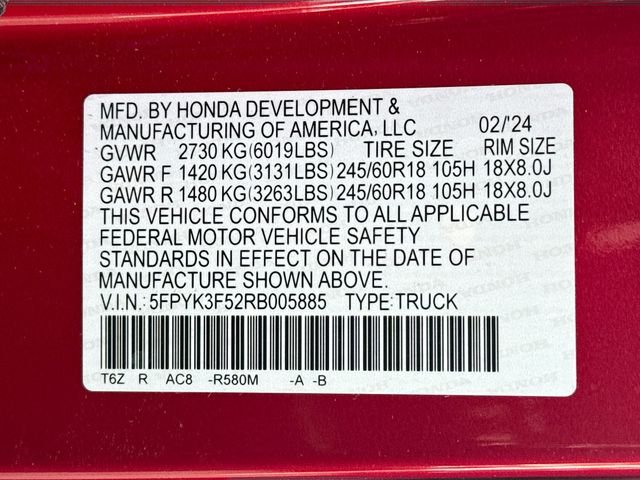 MFD. BY HONDA DEVELOPMENT &
MANUFACTURING OF AMERICA, LLC 02/'24
GVWR 2730 KG(6019LBS) TIRE SIZE RIM SIZE
GAWR F 1420 KG(3131LBS) 245/60R18 105H 18X8.0J
GAWR R 1480 KG(3263LBS) 245/60R18 105H 18X8.0J
THIS VEHICLE CONFORMS TO ALL APPLICABLE
FEDERAL MOTOR VEHICLE SAFETY
STANDARDS IN EFFECT ON THE DATE OF
MANUFACTURE SHOWN ABOVE.
V.I.N.: 5FPYK3F52RB005885 TYPE:TRUCK
T6Z R AC8 -R580M -A -B